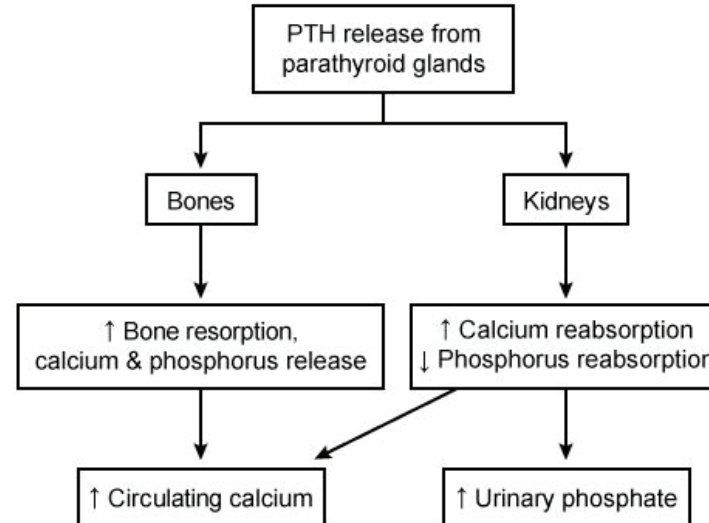 PTH release from
parathyroid glands
Bones
Kidneys
↑ Bone resorption,
calcium & phosphorus release
↑ Calcium reabsorption
↓ Phosphorus reabsorption
↑ Circulating calcium
↑ Urinary phosphate